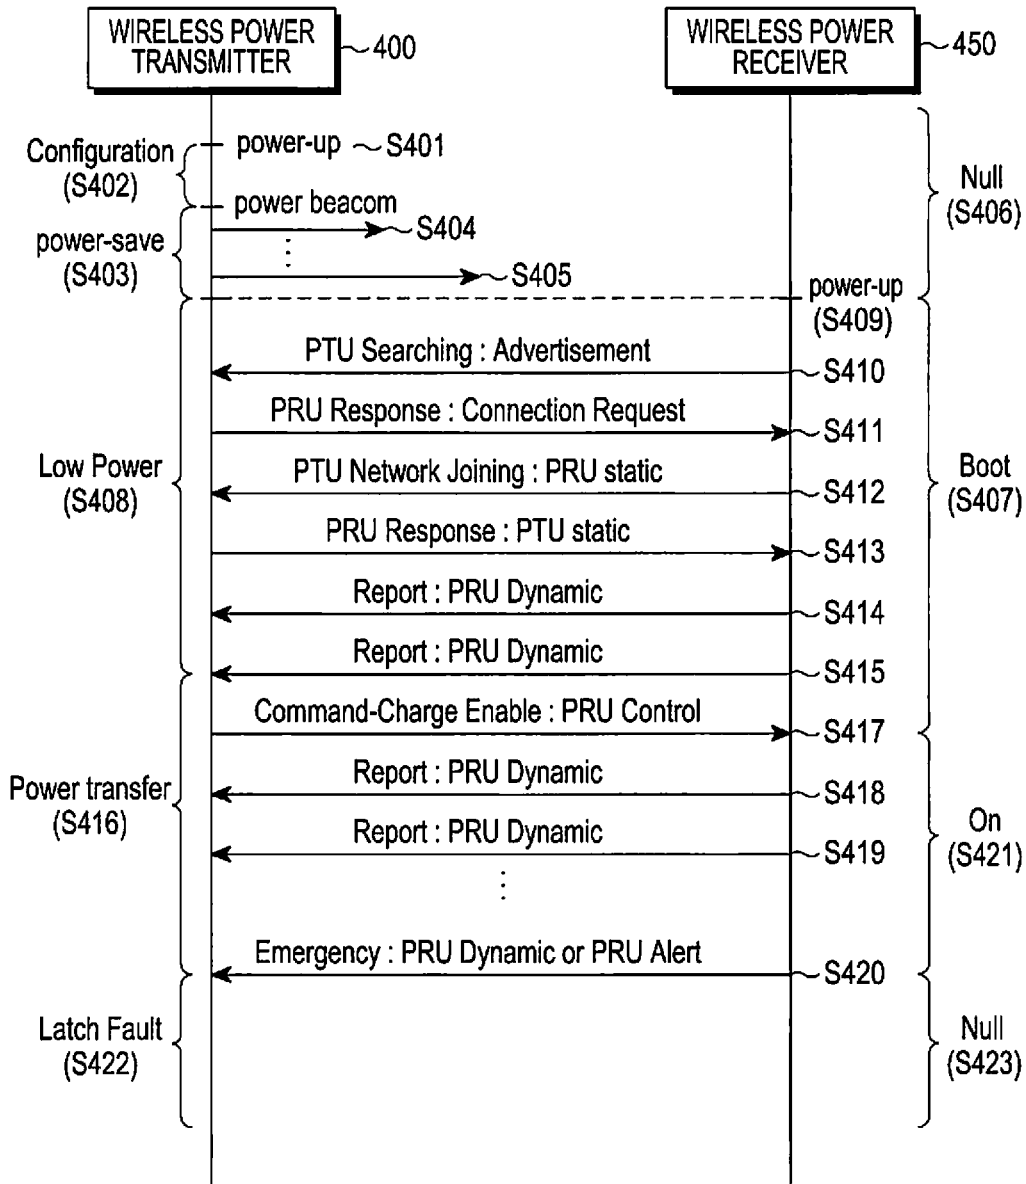 WIRELESS POWER
TRANSMITTER
400
WIRELESS POWER
RECEIVER
450
Configuration
(S402)
power-up
S401
Null
(S406)
power beacom
S404
power-save
(S403)
S405
power-up
(S409)
PTU Searching : Advertisement
S410
PRU Response : Connection Request
S411
Low Power
(S408)
PTU Network Joining : PRU static
S412
Boot
(S407)
PRU Response : PTU static
S413
Report : PRU Dynamic
S414
Report : PRU Dynamic
S415
Command-Charge Enable : PRU Control
S417
Power transfer
(S416)
Report : PRU Dynamic
S418
Report : PRU Dynamic
S419
On
(S421)
Emergency : PRU Dynamic or PRU Alert
S420
Latch Fault
(S422)
Null
(S423)